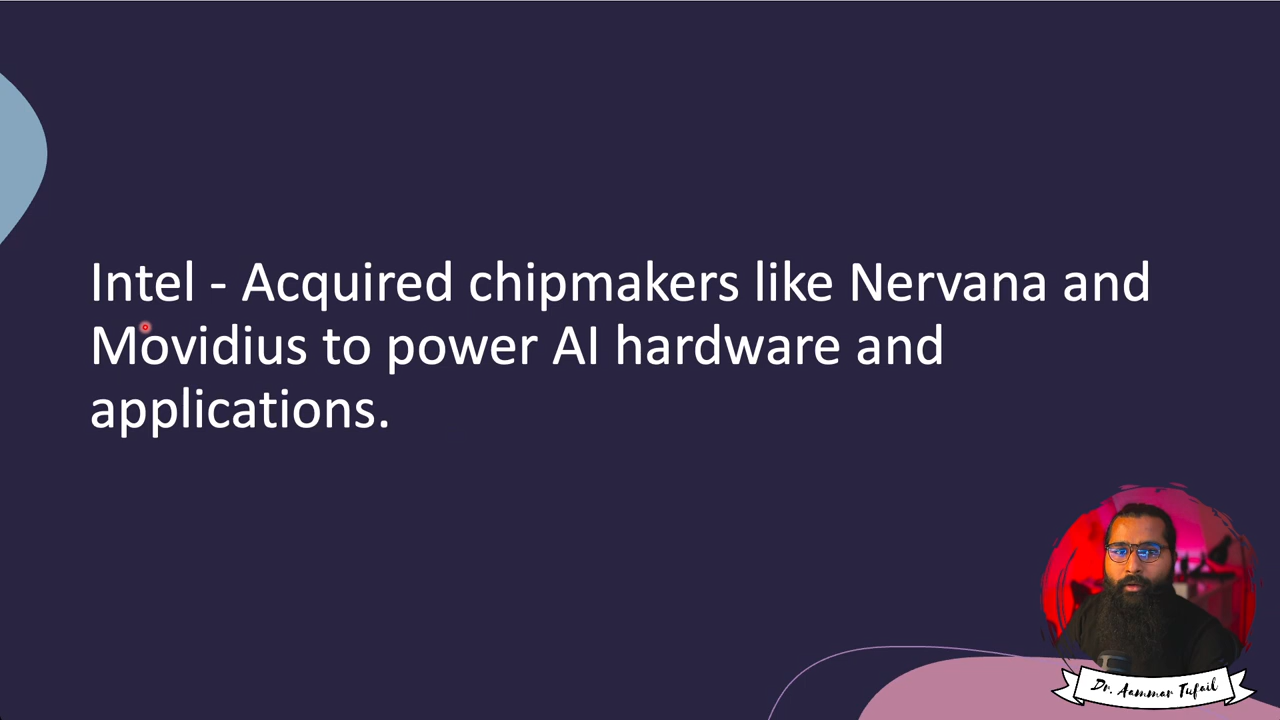 Intel - Acquired chipmakers like Nervana and
Movidius to power AI hardware and
applications.
Dr. Aammar Tufail